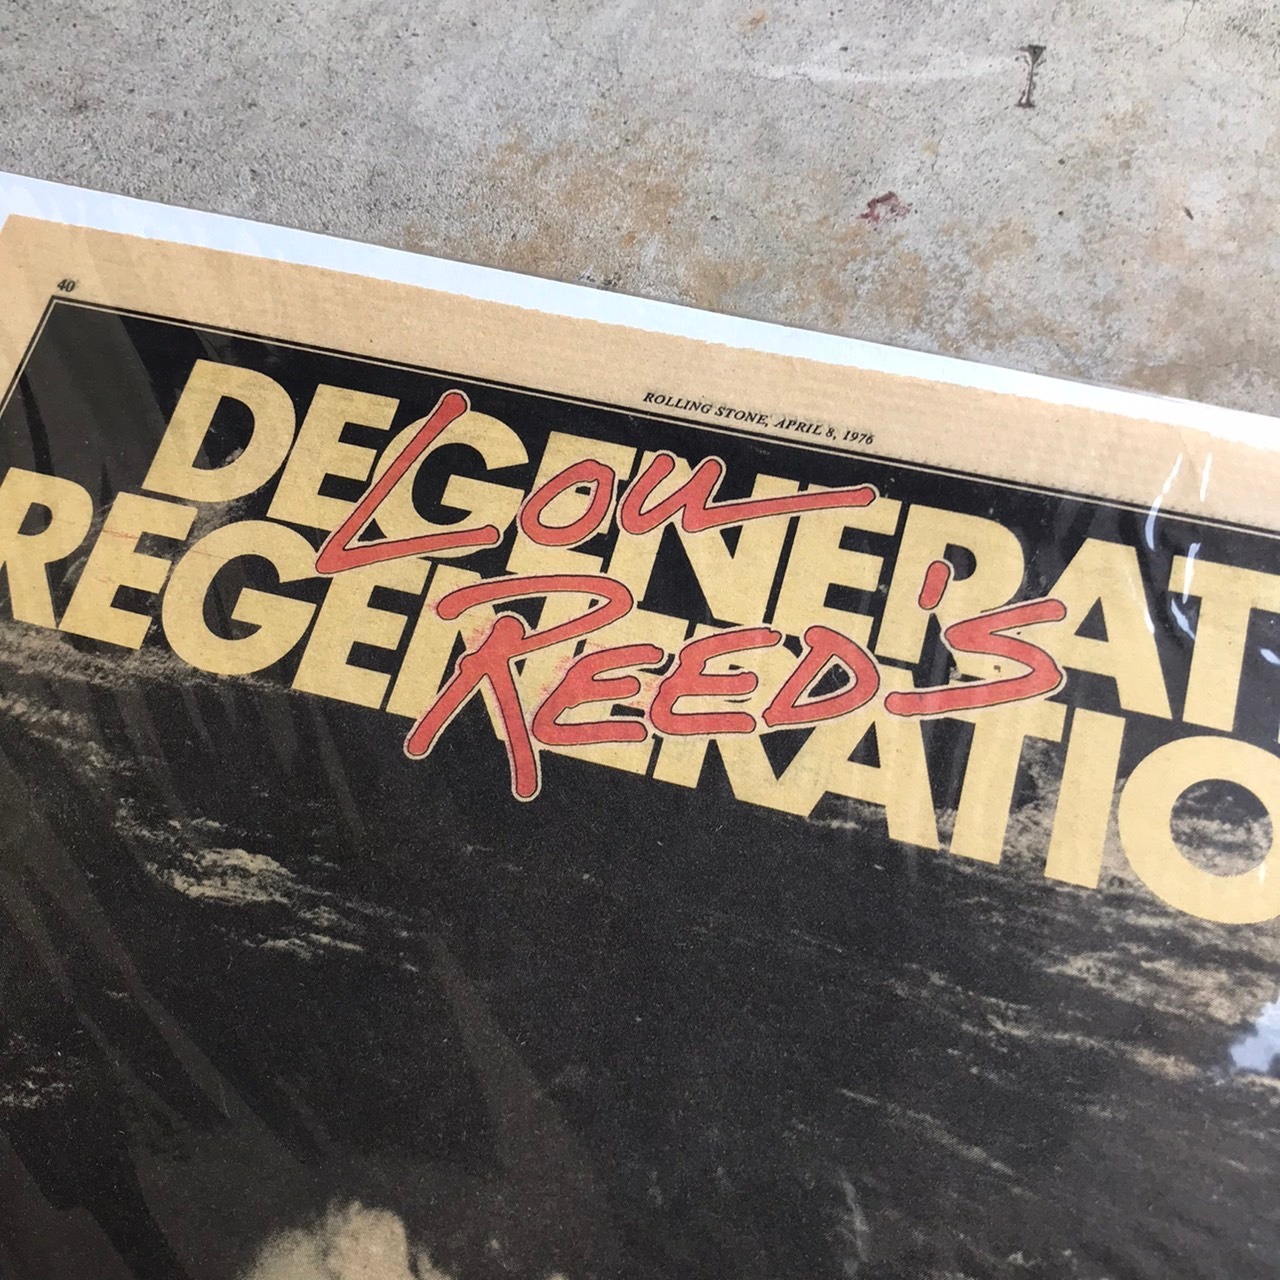 40
ROLLING STONE, APRIL 8, 1976
DEGENERAT
LOU
REED'S
REGENERATIO